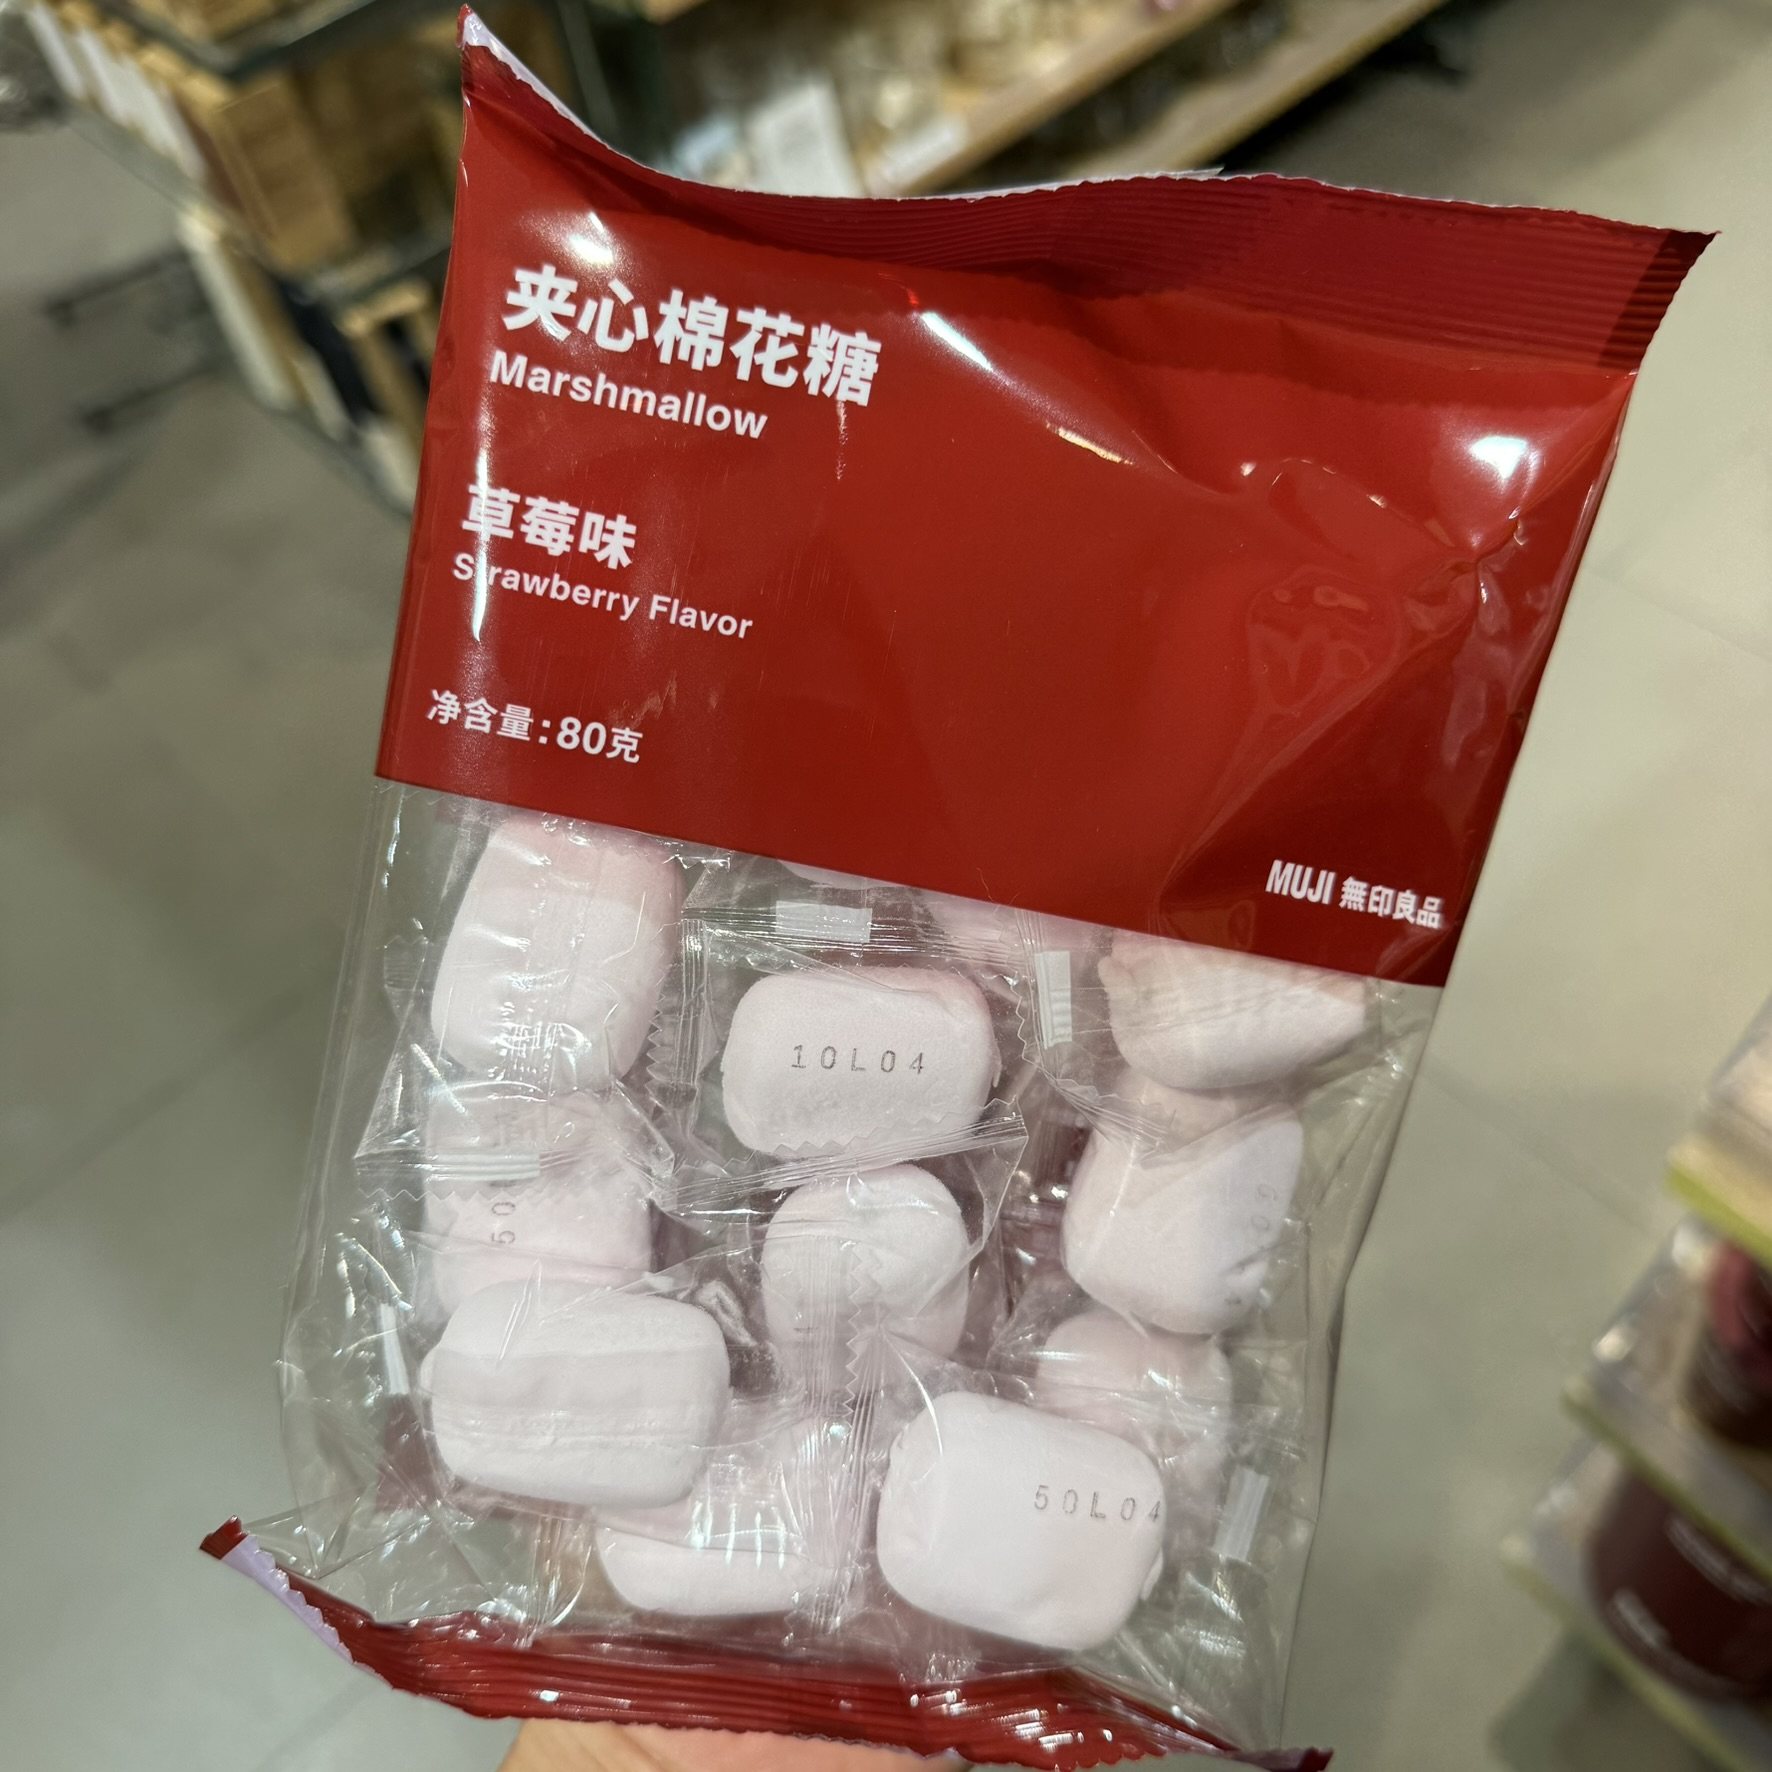 夹心棉花糖
Marshmallow
草莓味
Strawberry Flavor
净含量:80克
MUJI 無印良品
10L04
50L04